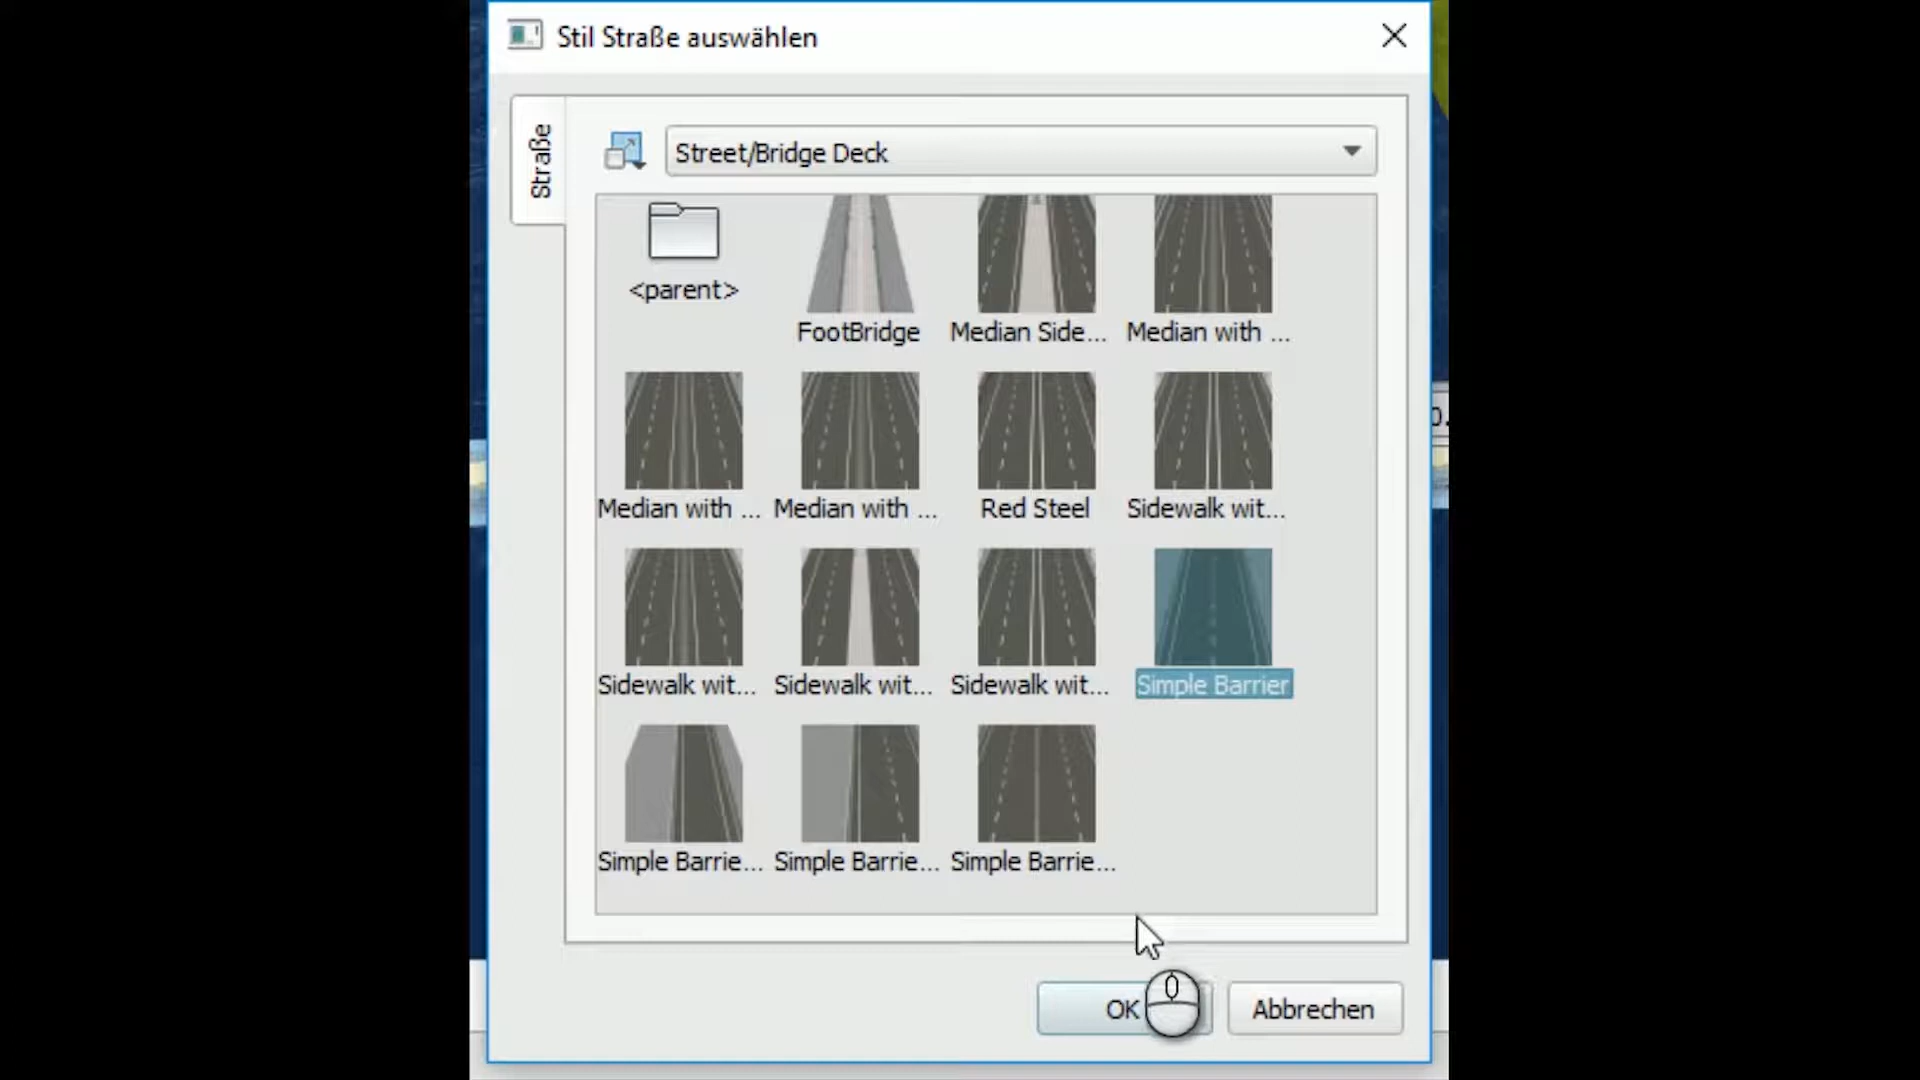 Stil Straße auswählen
Straße
Street/Bridge Deck
<parent>
FootBridge
Median Side...
Median with ...
Median with ...
Median with ...
Red Steel
Sidewalk wit...
Sidewalk wit...
Sidewalk wit...
Sidewalk wit...
Simple Barrier
Simple Barrie...
Simple Barrie...
Simple Barrie...
0.
OK
Abbrechen